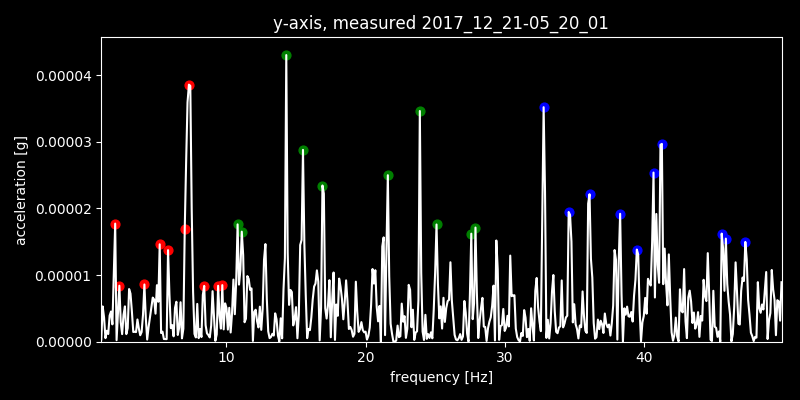 y-axis, measured 2017_12_21-05_20_01
0.00004
0.00003
0.00002
0.00001
0.00000
acceleration [g]
10 20 30 40
frequency [Hz]